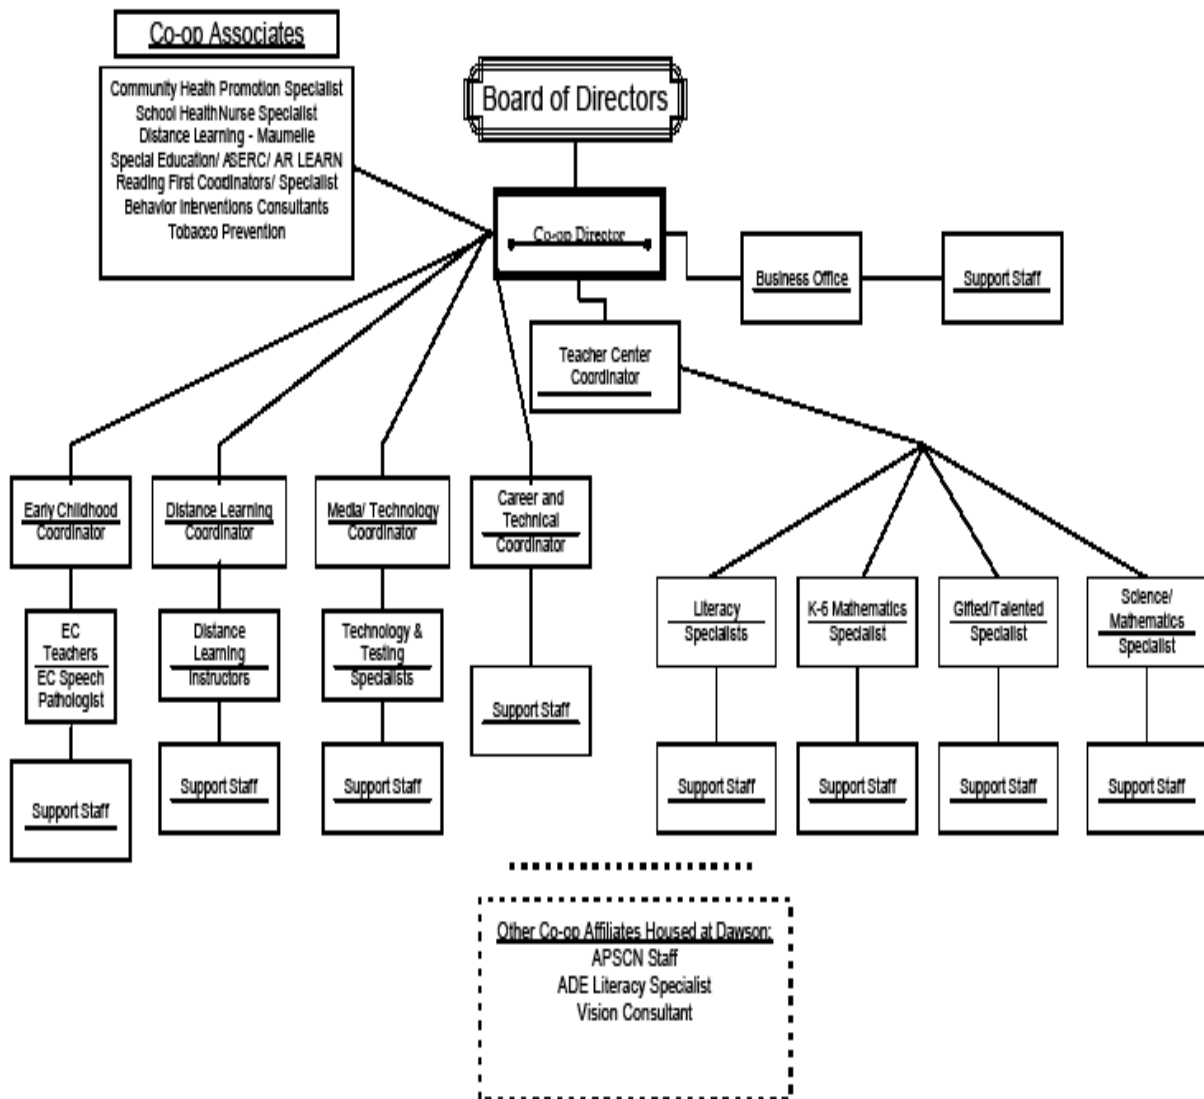 Co-op Associates
Community Heath Promotion Specialist
School HealthNurse Specialist
Distance Learning - Maumelle
Special Education/ ASERC/ AR LEARN
Reading First Coordinators/ Specialist
Behavior Interventions Consultants
Tobacco Prevention
Board of Directors
Co-op Director
Business Office
Support Staff
Teacher Center
Coordinator
Early Childhood
Coordinator
Distance Learning
Coordinator
Media/ Technology
Coordinator
Career and
Technical
Coordinator
Literacy
Specialists
K-6 Mathematics
Specialist
Gifted/Talented
Specialist
Science/
Mathematics
Specialist
EC
Teachers
EC Speech
Pathologist
Distance
Learning
Instructors
Technology &
Testing
Specialists
Support Staff
Support Staff
Support Staff
Support Staff
Support Staff
Support Staff
Support Staff
Support Staff
Other Co-op Affiliates Housed at Dawson:
APSCN Staff
ADE Literacy Specialist
Vision Consultant